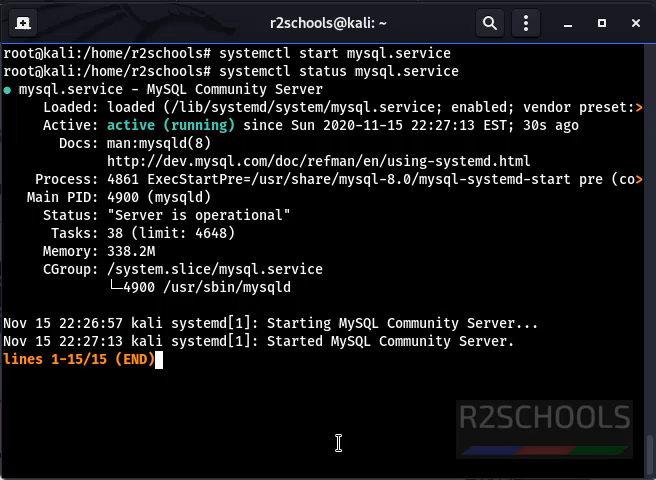 r2schools@kali: ~
root@kali:/home/r2schools# systemctl start mysql.service
root@kali:/home/r2schools# systemctl status mysql.service
● mysql.service - MySQL Community Server
Loaded: loaded (/lib/systemd/system/mysql.service; enabled; vendor preset:>
Active: active (running) since Sun 2020-11-15 22:27:13 EST; 30s ago
Docs: man:mysqld(8)
http://dev.mysql.com/doc/refman/en/using-systemd.html
Process: 4861 ExecStartPre=/usr/share/mysql-8.0/mysql-systemd-start pre (co>
Main PID: 4900 (mysqld)
Status: "Server is operational"
Tasks: 38 (limit: 4648)
Memory: 338.2M
CGroup: /system.slice/mysql.service
└─4900 /usr/sbin/mysqld
Nov 15 22:26:57 kali systemd[1]: Starting MySQL Community Server...
Nov 15 22:27:13 kali systemd[1]: Started MySQL Community Server.
lines 1-15/15 (END)
R2SCHOOLS